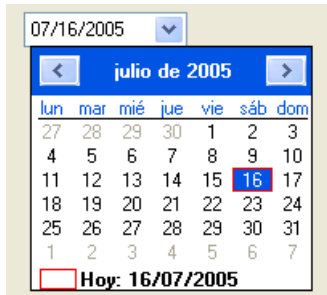 07/16/2005
julio de 2005
lun mar mié jue vie sáb dom
27 28 29 30 1 2 3
4 5 6 7 8 9 10
11 12 13 14 15 16 17
18 19 20 21 22 23 24
25 26 27 28 29 30 31
1 2 3 4 5 6 7
Hoy: 16/07/2005